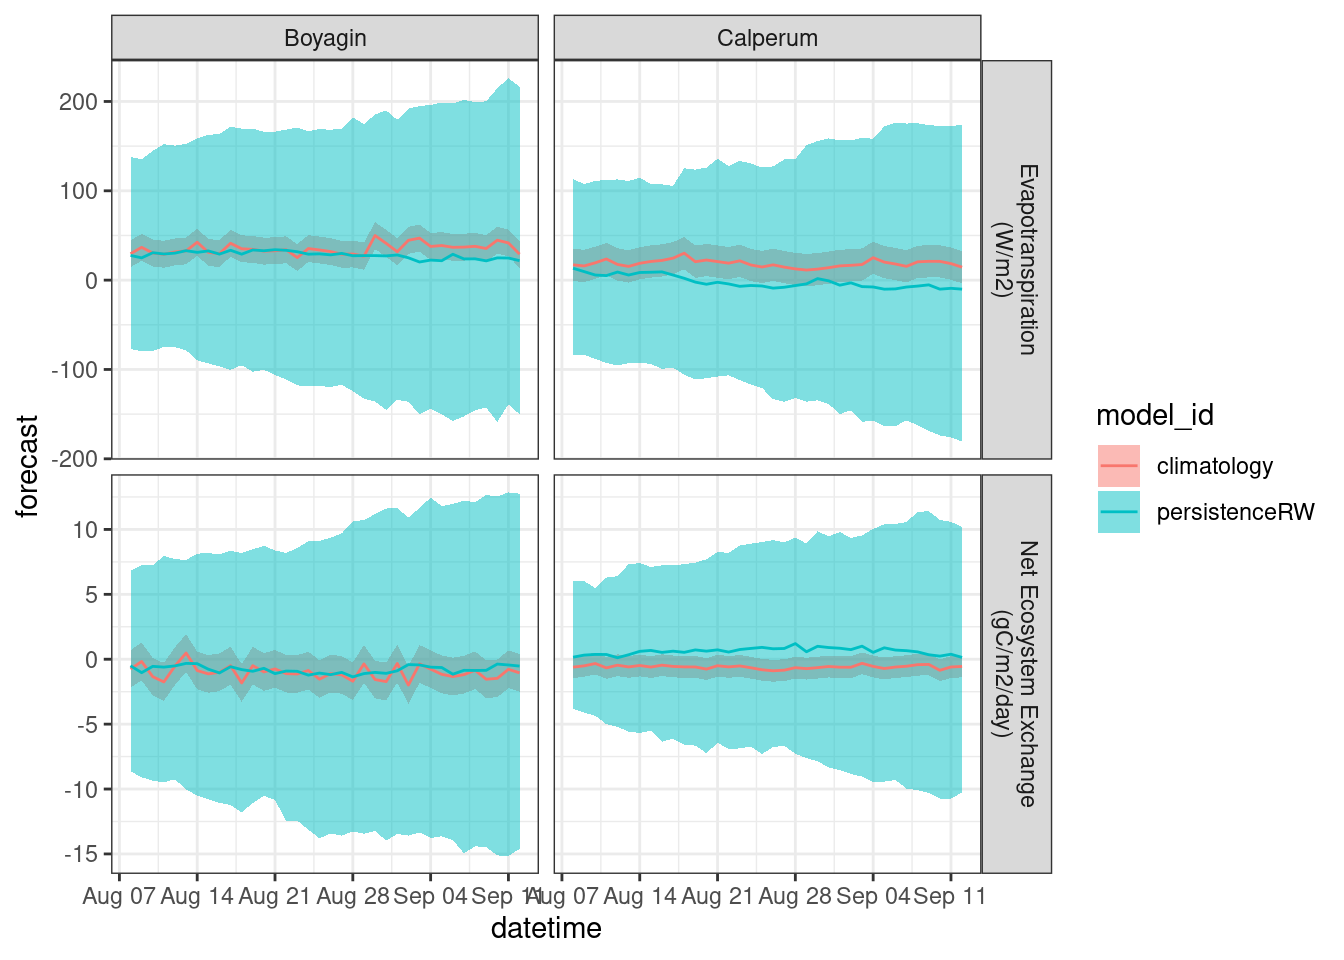 Boyagin
Calperum
200
100
0
-100
-200
Evapotranspiration
(W/m2)
10
5
0
-5
-10
-15
Net Ecosystem Exchange
(gC/m2/day)
forecast
Aug 07 Aug 14 Aug 21 Aug 28 Sep 04 Sep 11
Aug 07 Aug 14 Aug 21 Aug 28 Sep 04 Sep 11
datetime
model_id
climatology
persistenceRW